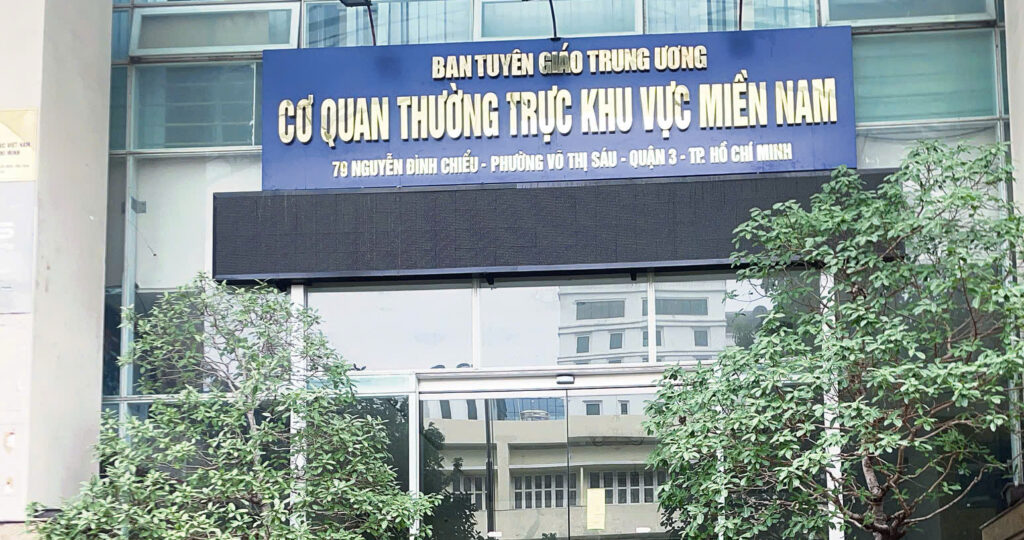 BAN TUYÊN GIÁO TRUNG ƯƠNG
CƠ QUAN THƯỜNG TRỰC KHU VỰC MIỀN NAM
79 NGUYỄN ĐÌNH CHIỂU - PHƯỜNG VÕ THỊ SÁU - QUẬN 3 - TP. HỒ CHÍ MINH